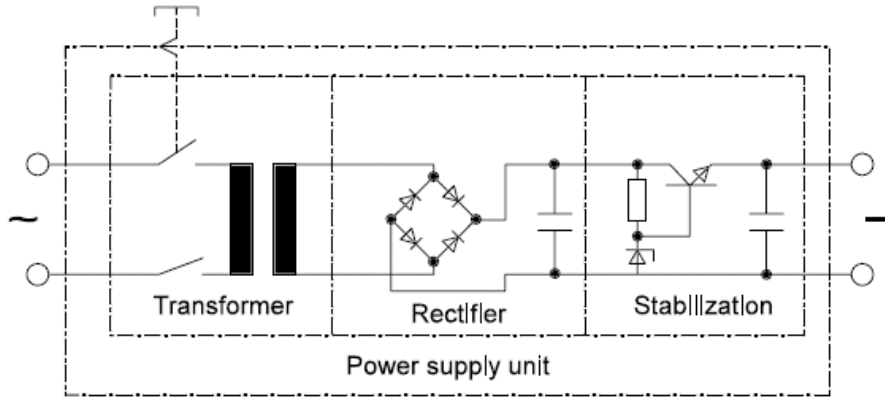 ~
Transformer
Rectifier
Stabilization
Power supply unit